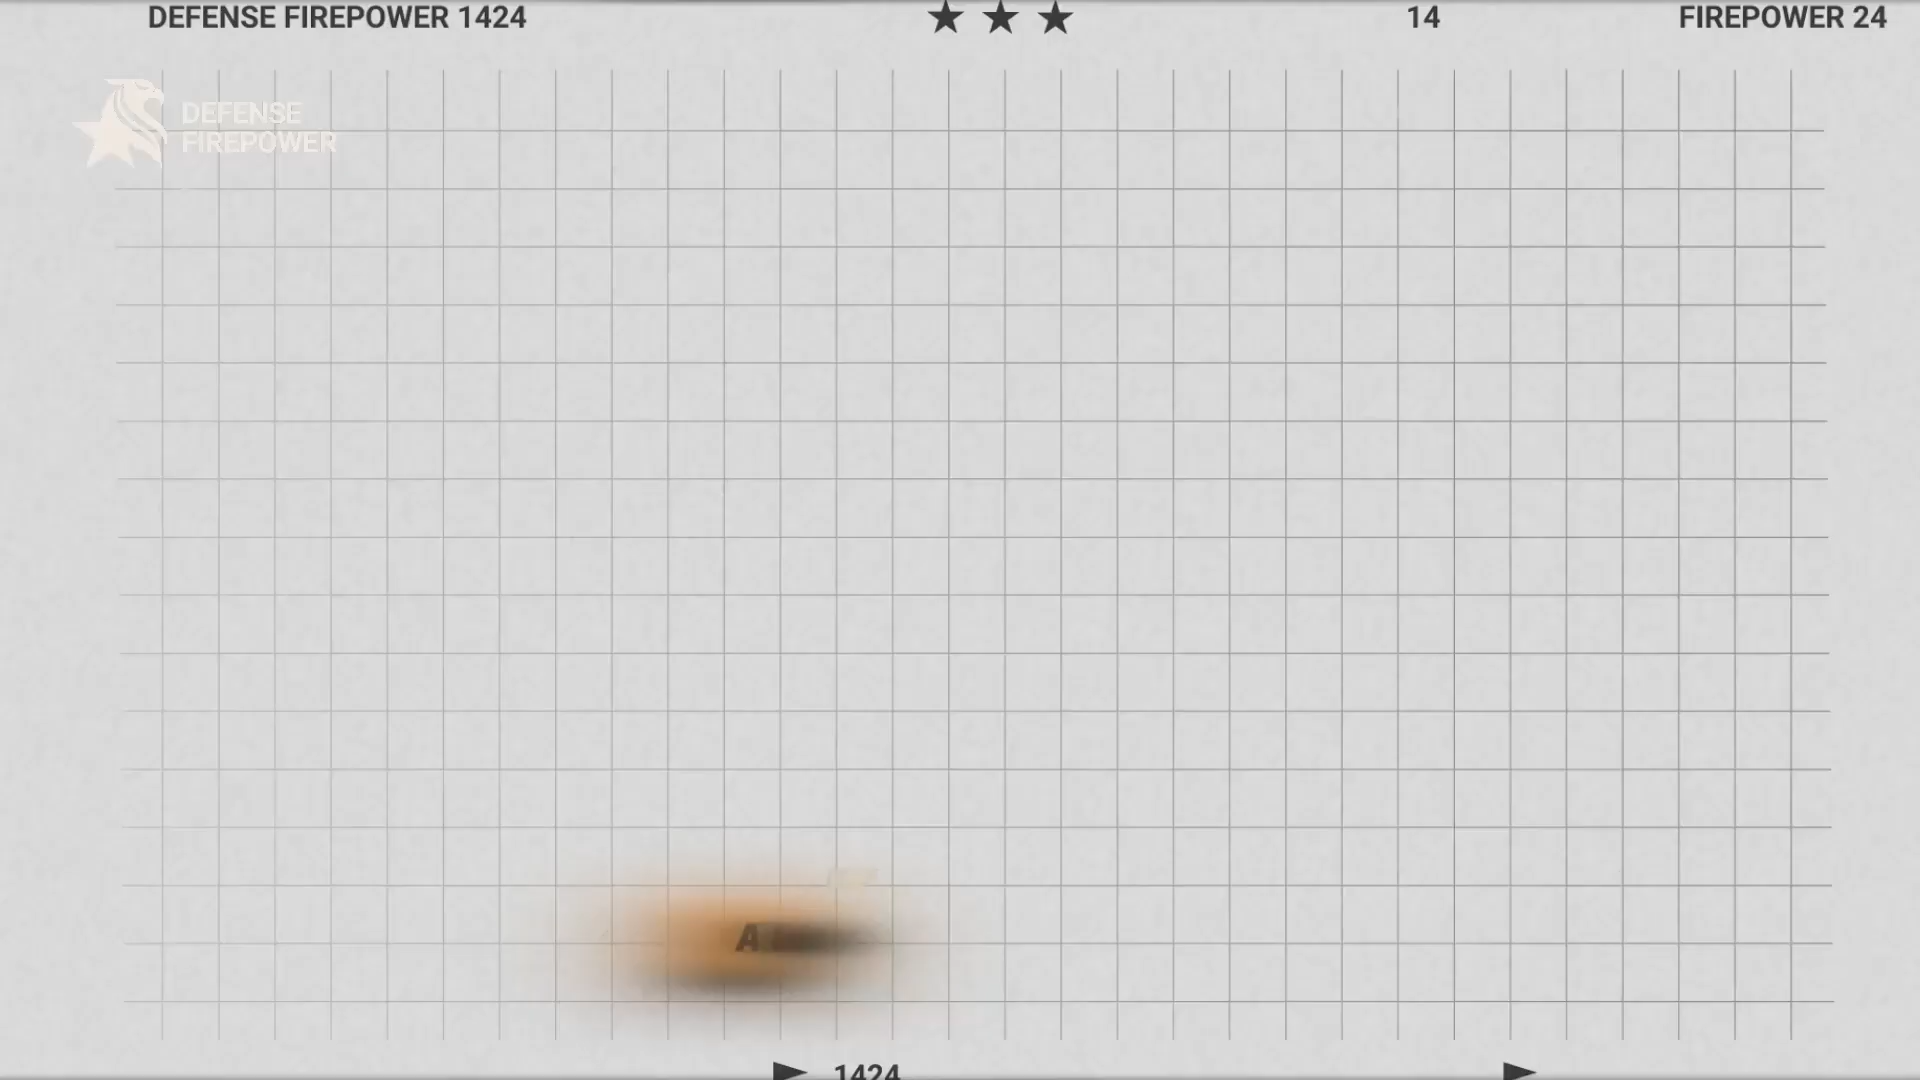 DEFENSE FIREPOWER 1424
14
FIREPOWER 24
DEFENSE
FIREPOWER
A
1424